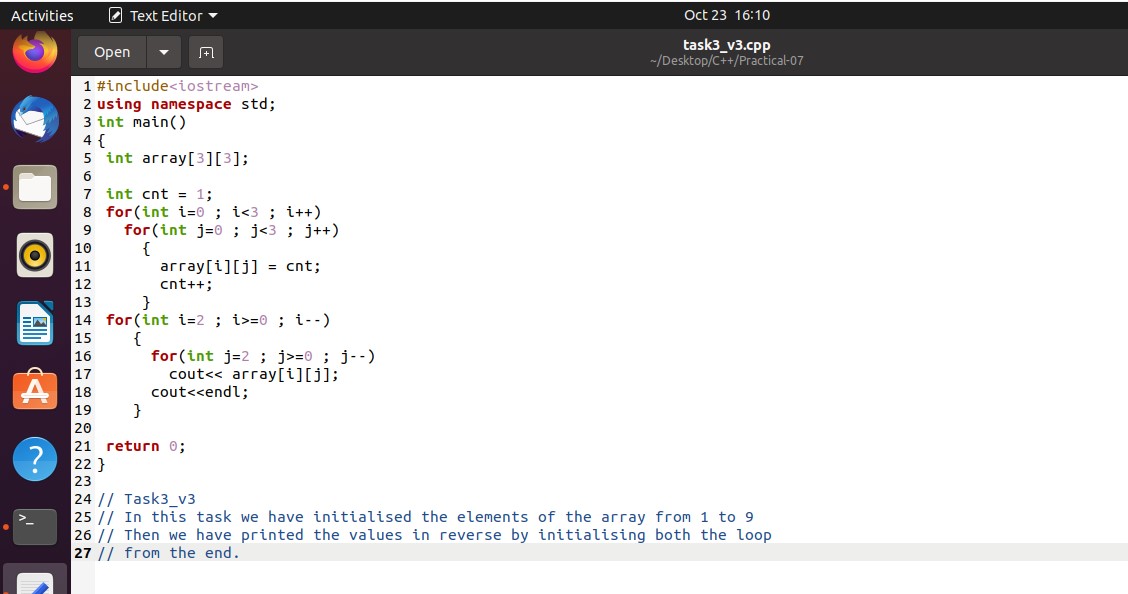 Activities Text Editor Oct 23 16:10
Open task3_v3.cpp
~/Desktop/C++/Practical-07
1 #include<iostream>
2 using namespace std;
3 int main()
4 {
5  int array[3][3];
6
7  int cnt = 1;
8  for(int i=0 ; i<3 ; i++)
9    for(int j=0 ; j<3 ; j++)
10      {
11        array[i][j] = cnt;
12        cnt++;
13      }
14  for(int i=2 ; i>=0 ; i--)
15     {
16       for(int j=2 ; j>=0 ; j--)
17         cout<< array[i][j];
18       cout<<endl;
19     }
20
21  return 0;
22 }
23
24 // Task3_v3
25 // In this task we have initialised the elements of the array from 1 to 9
26 // Then we have printed the values in reverse by initialising both the loop
27 // from the end.